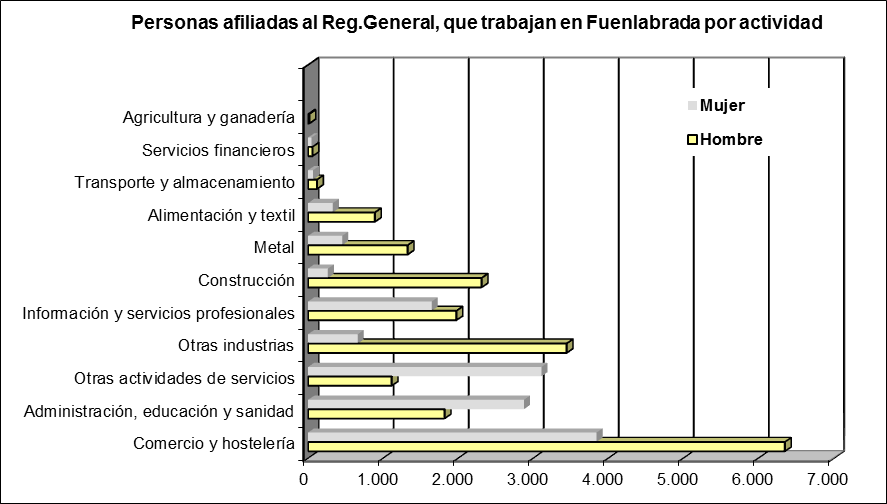 Personas afiliadas al Reg.General, que trabajan en Fuenlabrada por actividad
Mujer
Hombre
Agricultura y ganadería
Servicios financieros
Transporte y almacenamiento
Alimentación y textil
Metal
Construcción
Información y servicios profesionales
Otras industrias
Otras actividades de servicios
Administración, educación y sanidad
Comercio y hostelería
0 1.000 2.000 3.000 4.000 5.000 6.000 7.000